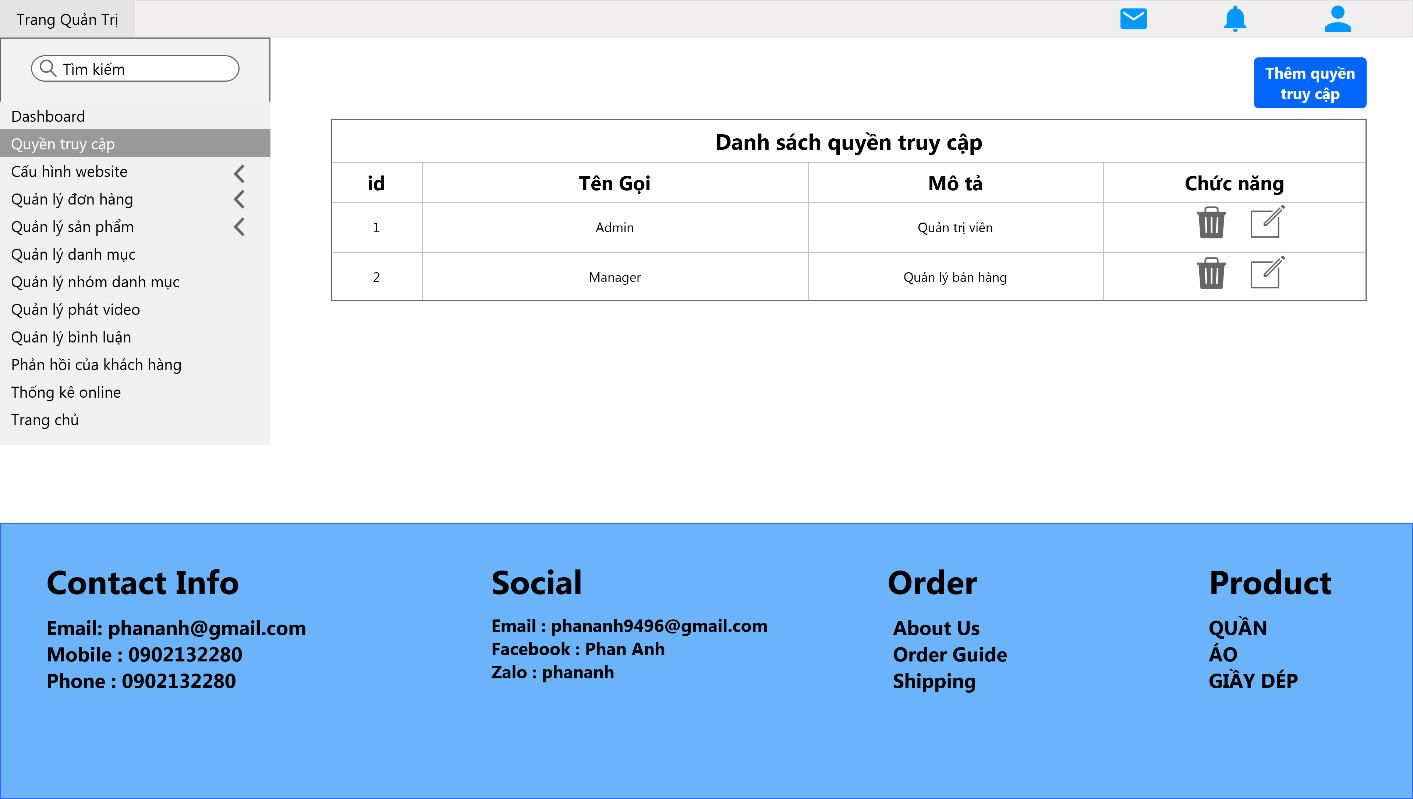 Trang Quản Trị
Tìm kiếm
Dashboard
Quyền truy cập
Cấu hình website
Quản lý đơn hàng
Quản lý sản phẩm
Quản lý danh mục
Quản lý nhóm danh mục
Quản lý phát video
Quản lý bình luận
Phản hồi của khách hàng
Thống kê online
Trang chủ
Thêm quyền
truy cập
Danh sách quyền truy cập
id Tên Gọi Mô tả Chức năng
1 Admin Quản trị viên
2 Manager Quản lý bán hàng
Contact Info
Email: phananh@gmail.com
Mobile : 0902132280
Phone : 0902132280
Social
Email : phananh9496@gmail.com
Facebook : Phan Anh
Zalo : phananh
Order
About Us
Order Guide
Shipping
Product
QUẦN
ÁO
GIẦY DÉP